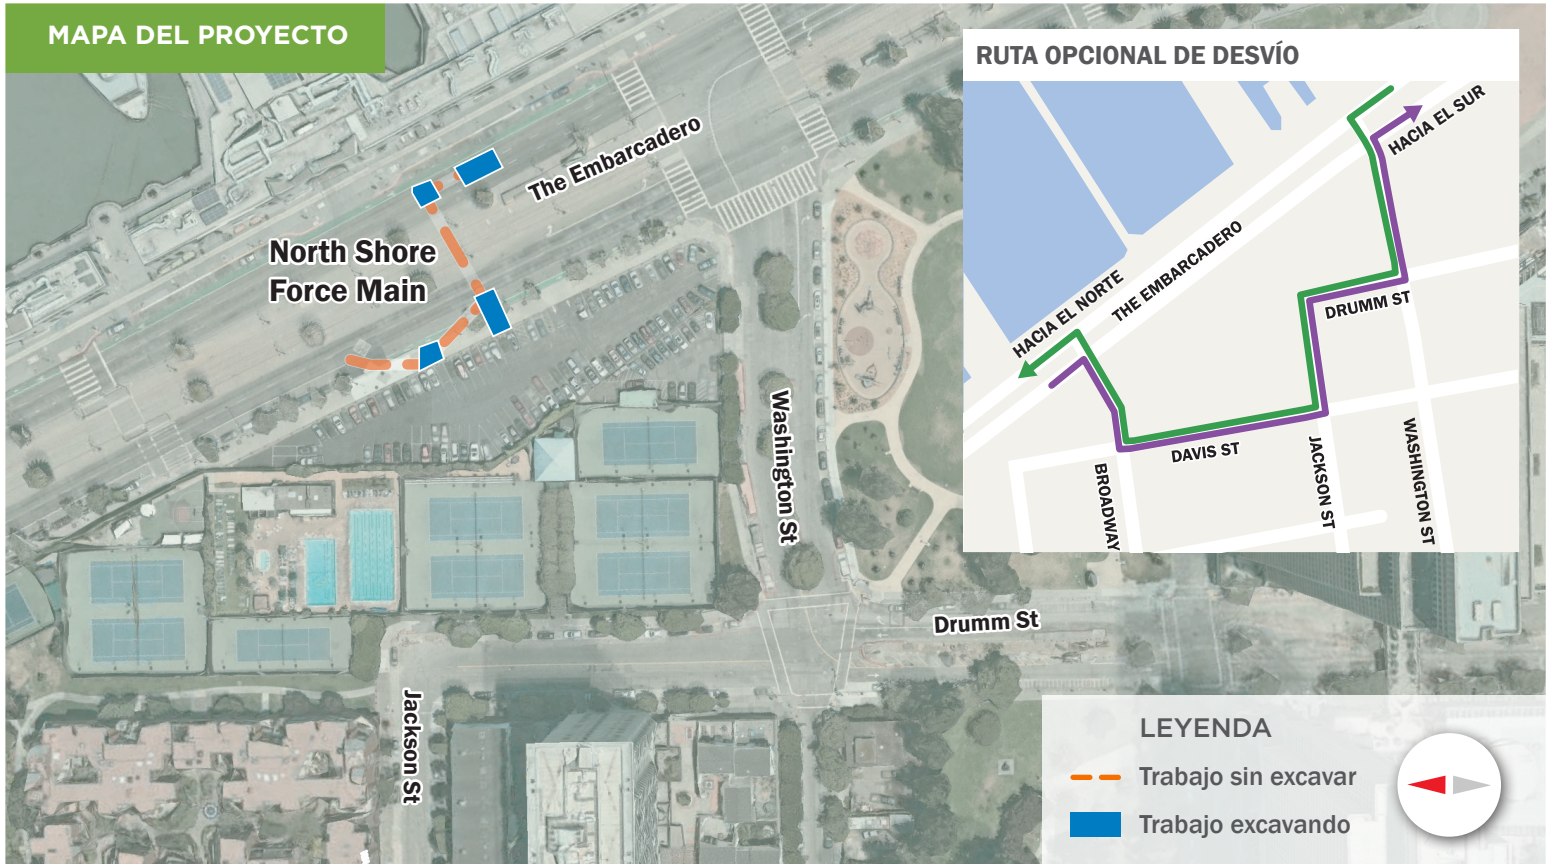 MAPA DEL PROYECTO
The Embarcadero
North Shore
Force Main
Washington St
Drumm St
Jackson St
RUTA OPCIONAL DE DESVÍO
HACIA EL SUR
HACIA EL NORTE
THE EMBARCADERO
DRUMM ST
DAVIS ST
BROADWAY
JACKSON ST
WASHINGTON ST
LEYENDA
Trabajo sin excavar
Trabajo excavando